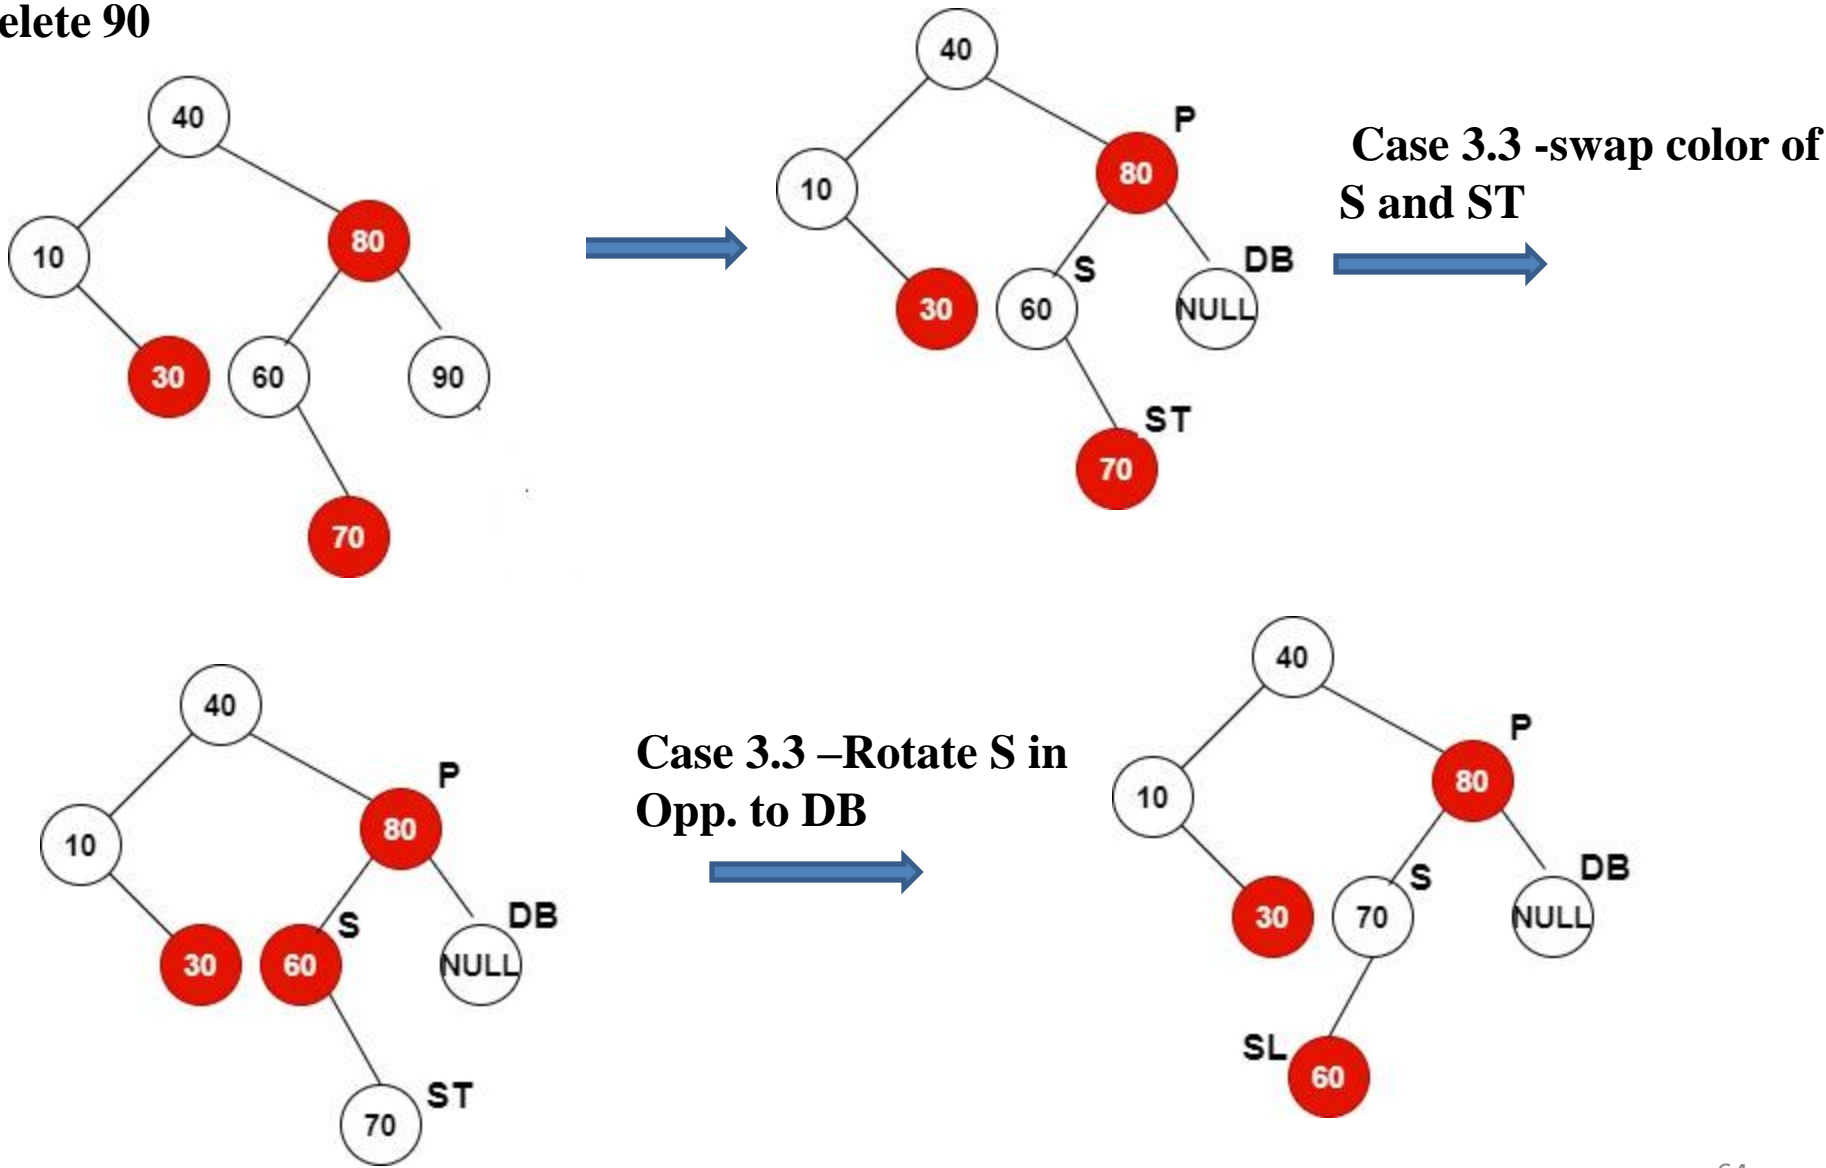 elete 90
40
10
80
30
60
90
70
40
P
10
80
S
DB
30
60
NULL
ST
70
Case 3.3 -swap color of
S and ST
40
P
10
80
S
DB
30
60
NULL
ST
70
Case 3.3 –Rotate S in
Opp. to DB
40
P
10
80
S
DB
30
70
NULL
SL
60